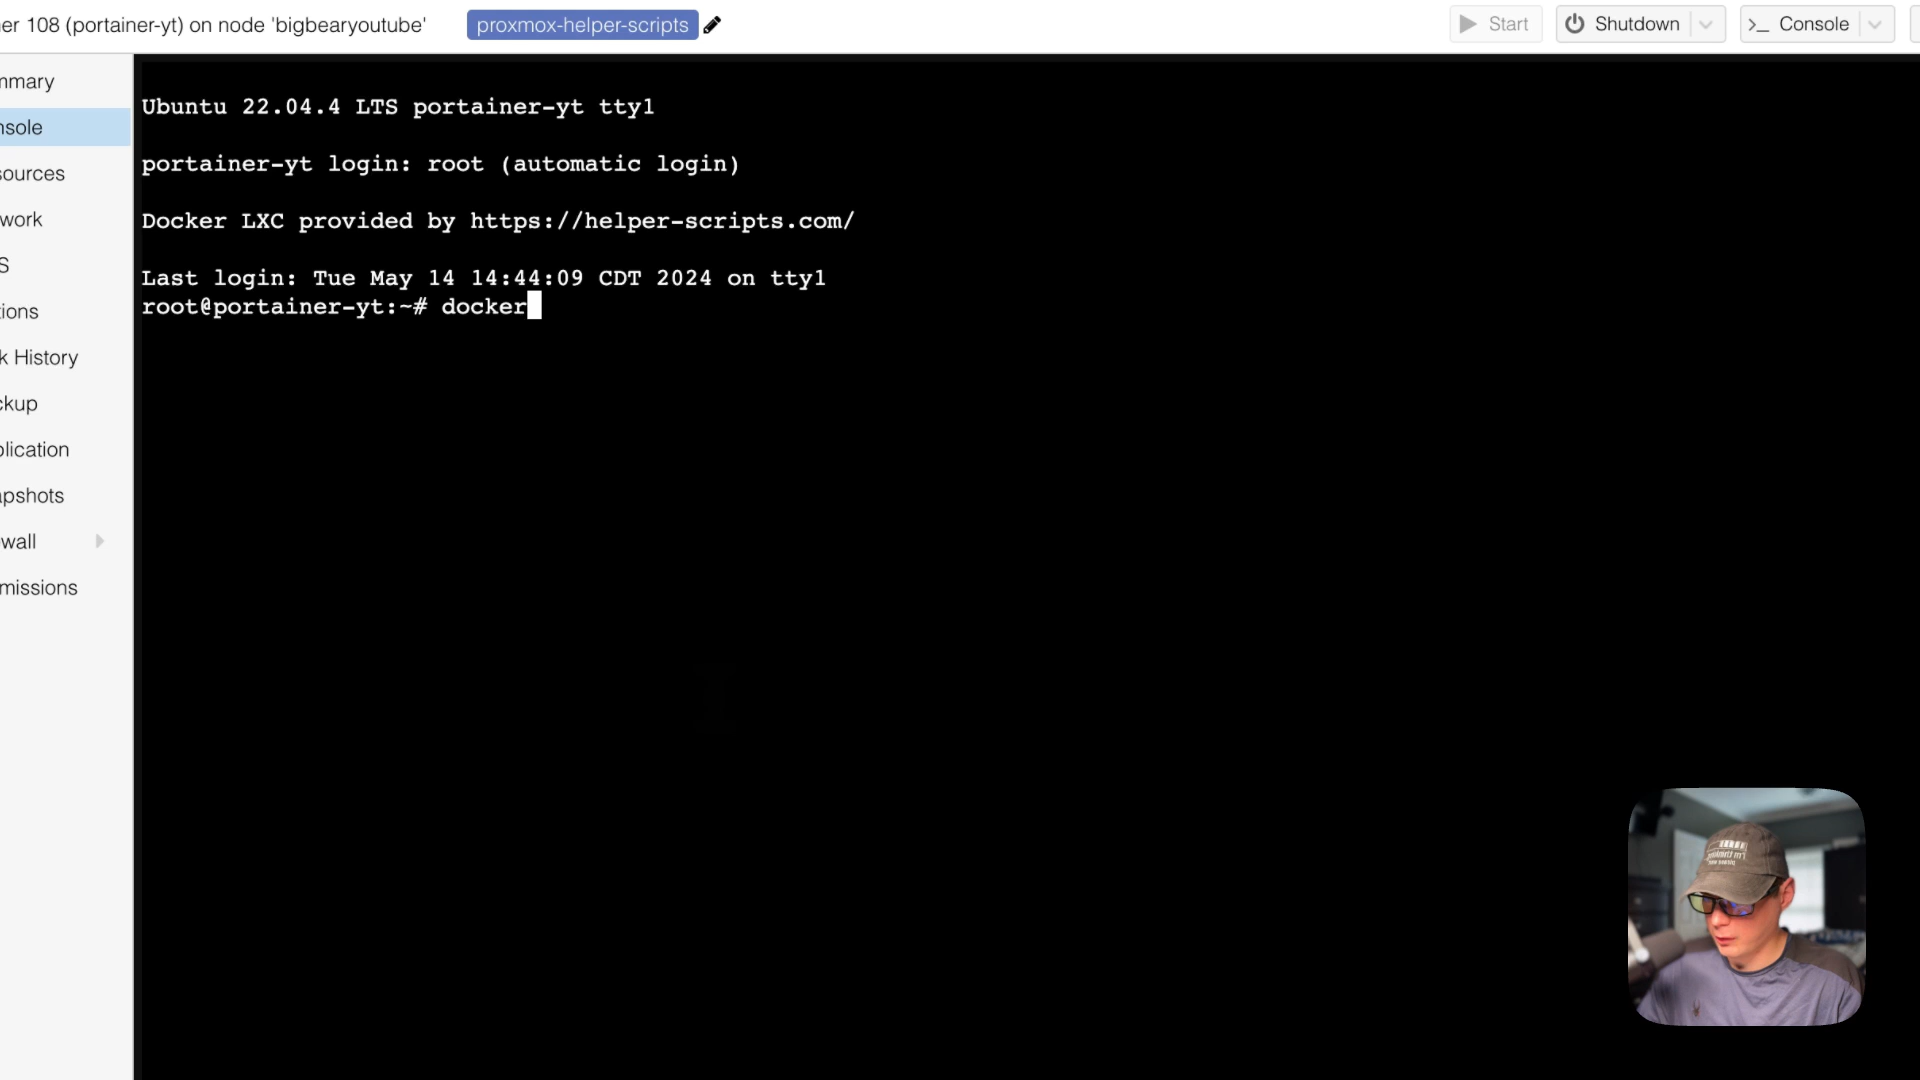 er 108 (portainer-yt) on node 'bigbearyoutube' proxmox-helper-scripts Start Shutdown Console
mmary
nsole
sources
work
S
tions
k History
ckup
plication
apshots
wall
missions
Ubuntu 22.04.4 LTS portainer-yt tty1
portainer-yt login: root (automatic login)
Docker LXC provided by https://helper-scripts.com/
Last login: Tue May 14 14:44:09 CDT 2024 on tty1
root@portainer-yt:~# docker